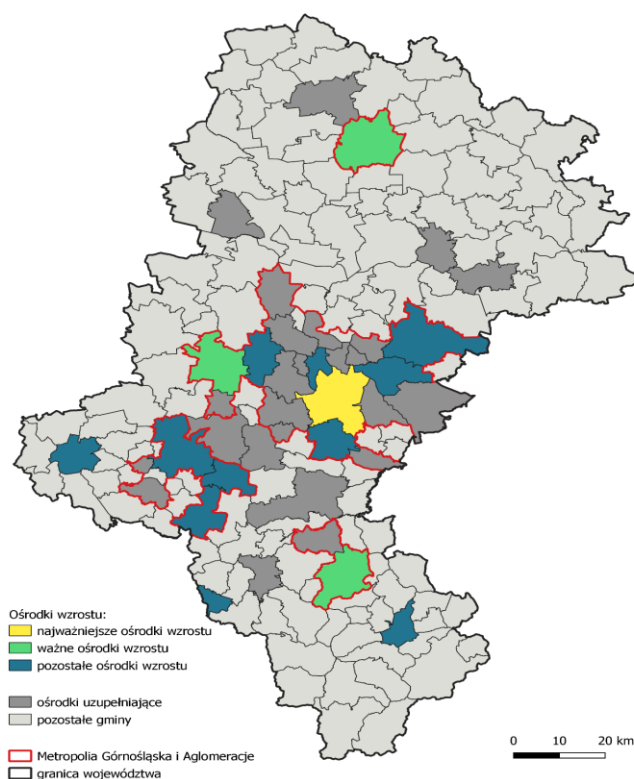 Ośrodki wzrostu:
najważniejsze ośrodki wzrostu
ważne ośrodki wzrostu
pozostałe ośrodki wzrostu
ośrodki uzupełniające
pozostałe gminy
Metropolia Górnośląska i Aglomeracje
granica województwa
0 10 20 km